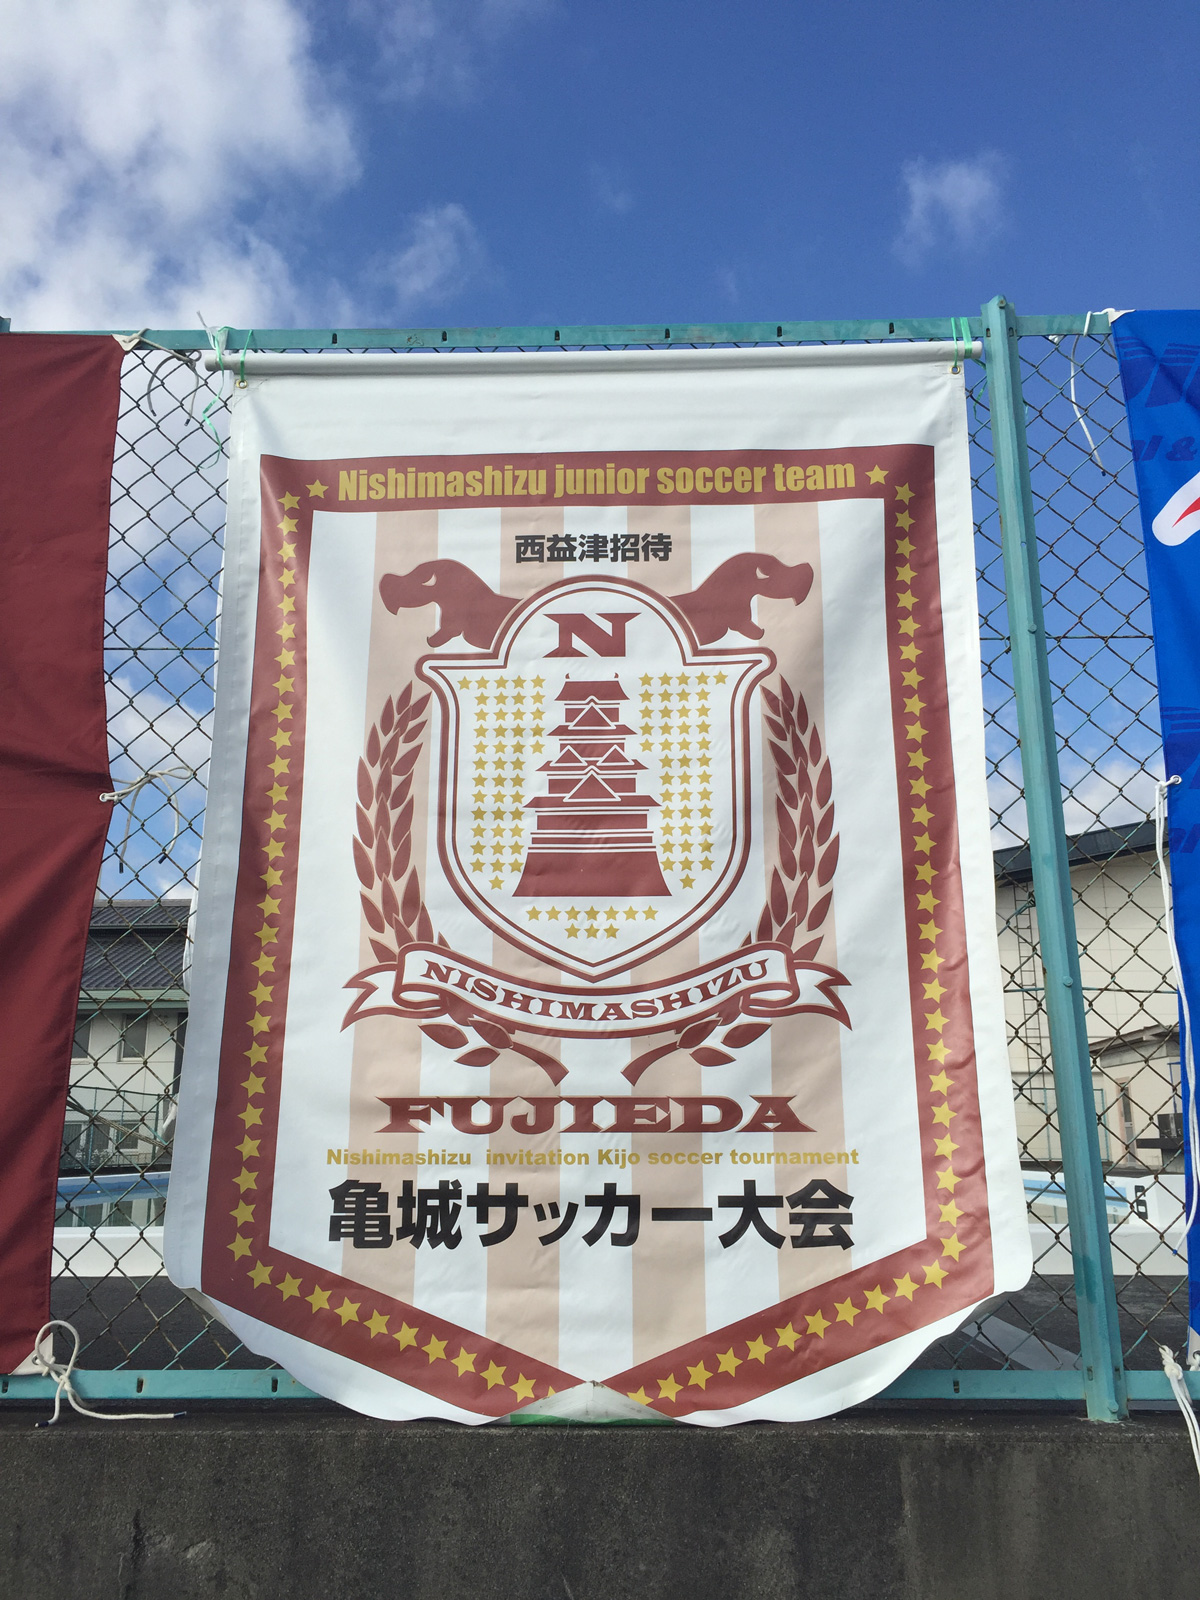 Nishimashizu junior soccer team
西益津招待
N
NISHIMASHIZU
FUJIEDA
Nishimashizu invitation Kijo soccer tournament
亀城サッカー大会
6